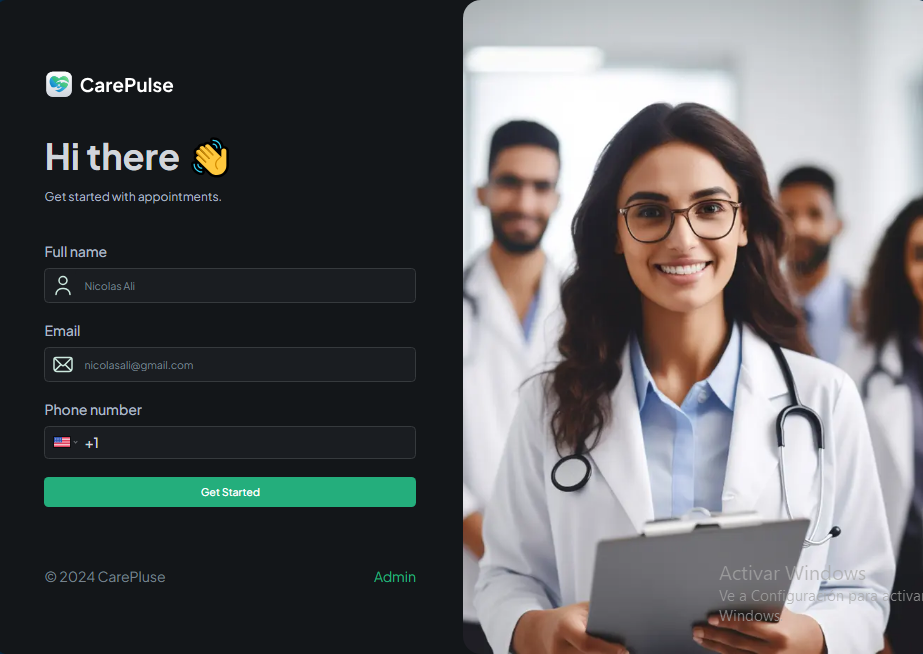 CarePulse
Hi there 👋
Get started with appointments.
Full name
Nicolas Ali
Email
nicolasali@gmail.com
Phone number
+1
Get Started
© 2024 CarePluse
Admin
Activar Windows
Ve a Configuración para activar
Windows